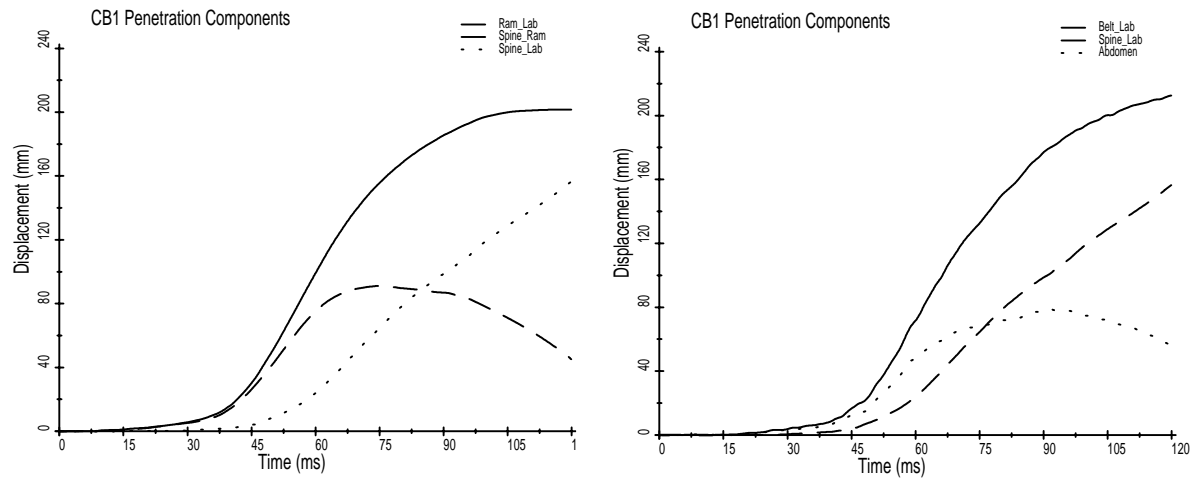 CB1 Penetration Components
Ram_Lab
Spine_Ram
Spine_Lab
240
200
160
120
80
40
0
Displacement (mm)
0 15 30 45 60 75 90 105 1
Time (ms)
CB1 Penetration Components
Belt_Lab
Spine_Lab
Abdomen
240
200
160
120
80
40
0
Displacement (mm)
0 15 30 45 60 75 90 105 120
Time (ms)